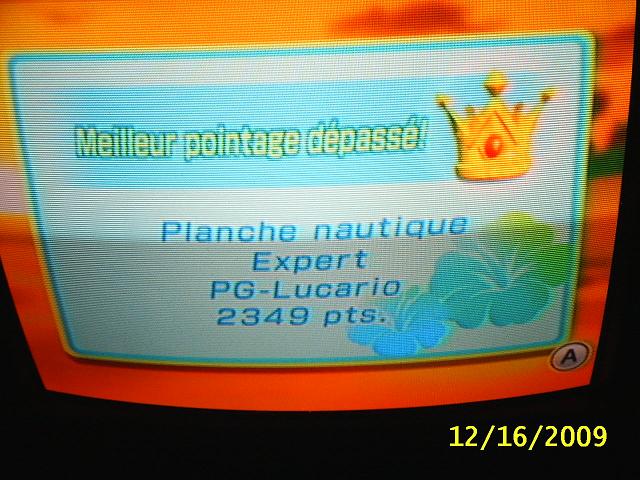 Meilleur pointage dépassé!
Planche nautique
Expert
PG-Lucario
2349 pts.
A
12/16/2009